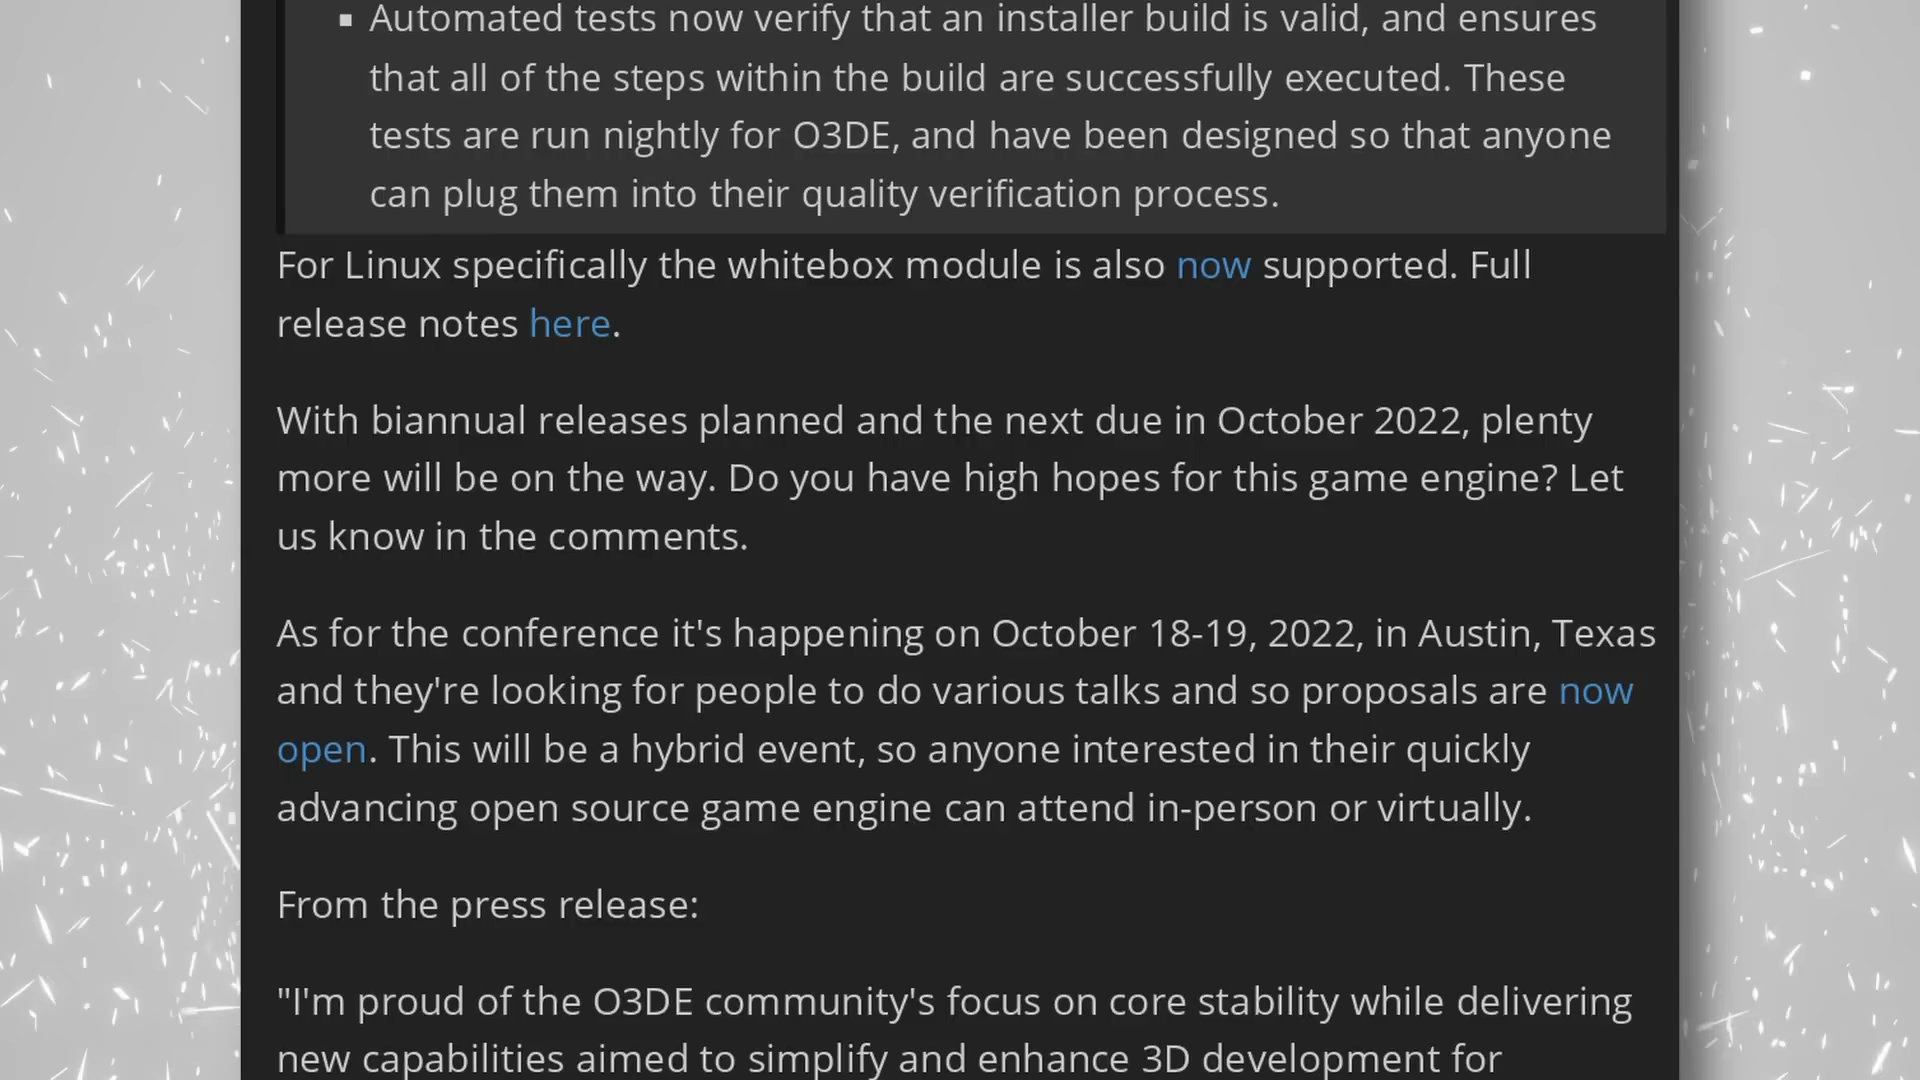 ▪ Automated tests now verify that an installer build is valid, and ensures
that all of the steps within the build are successfully executed. These
tests are run nightly for O3DE, and have been designed so that anyone
can plug them into their quality verification process.
For Linux specifically the whitebox module is also now supported. Full
release notes here.
With biannual releases planned and the next due in October 2022, plenty
more will be on the way. Do you have high hopes for this game engine? Let
us know in the comments.
As for the conference it's happening on October 18-19, 2022, in Austin, Texas
and they're looking for people to do various talks and so proposals are now
open. This will be a hybrid event, so anyone interested in their quickly
advancing open source game engine can attend in-person or virtually.
From the press release:
"I'm proud of the O3DE community's focus on core stability while delivering
new capabilities aimed to simplify and enhance 3D development for